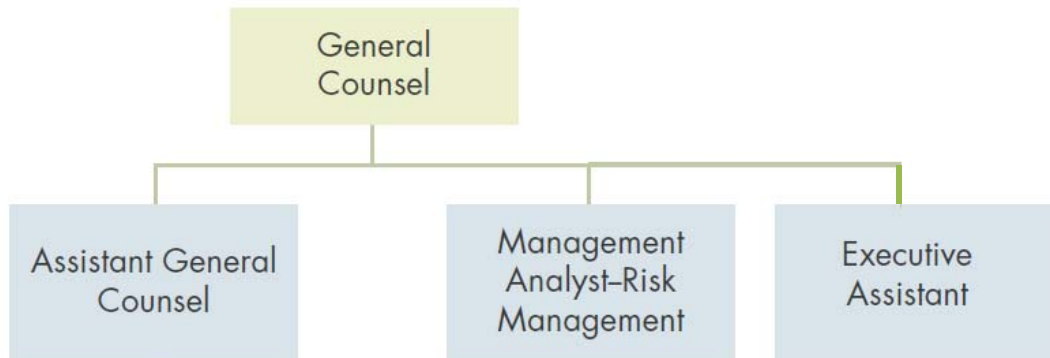 General
Counsel
Assistant General
Counsel
Management
Analyst–Risk
Management
Executive
Assistant